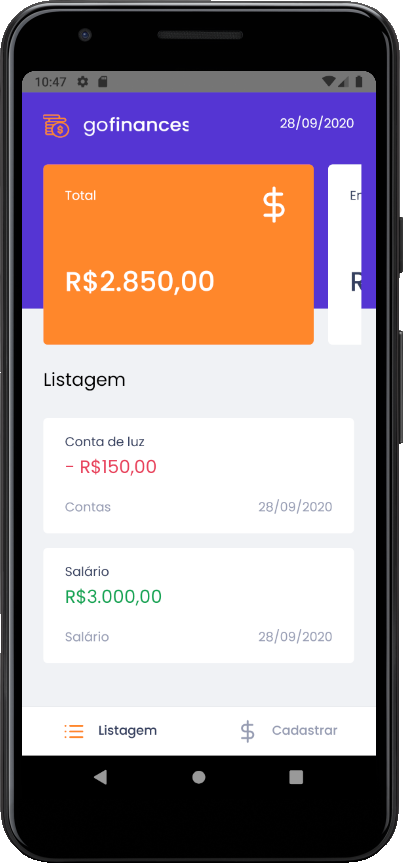 10:47
gofinances
28/09/2020
Total
$
En
R$2.850,00
R
Listagem
Conta de luz
- R$150,00
Contas 28/09/2020
Salário
R$3.000,00
Salário 28/09/2020
Listagem $ Cadastrar